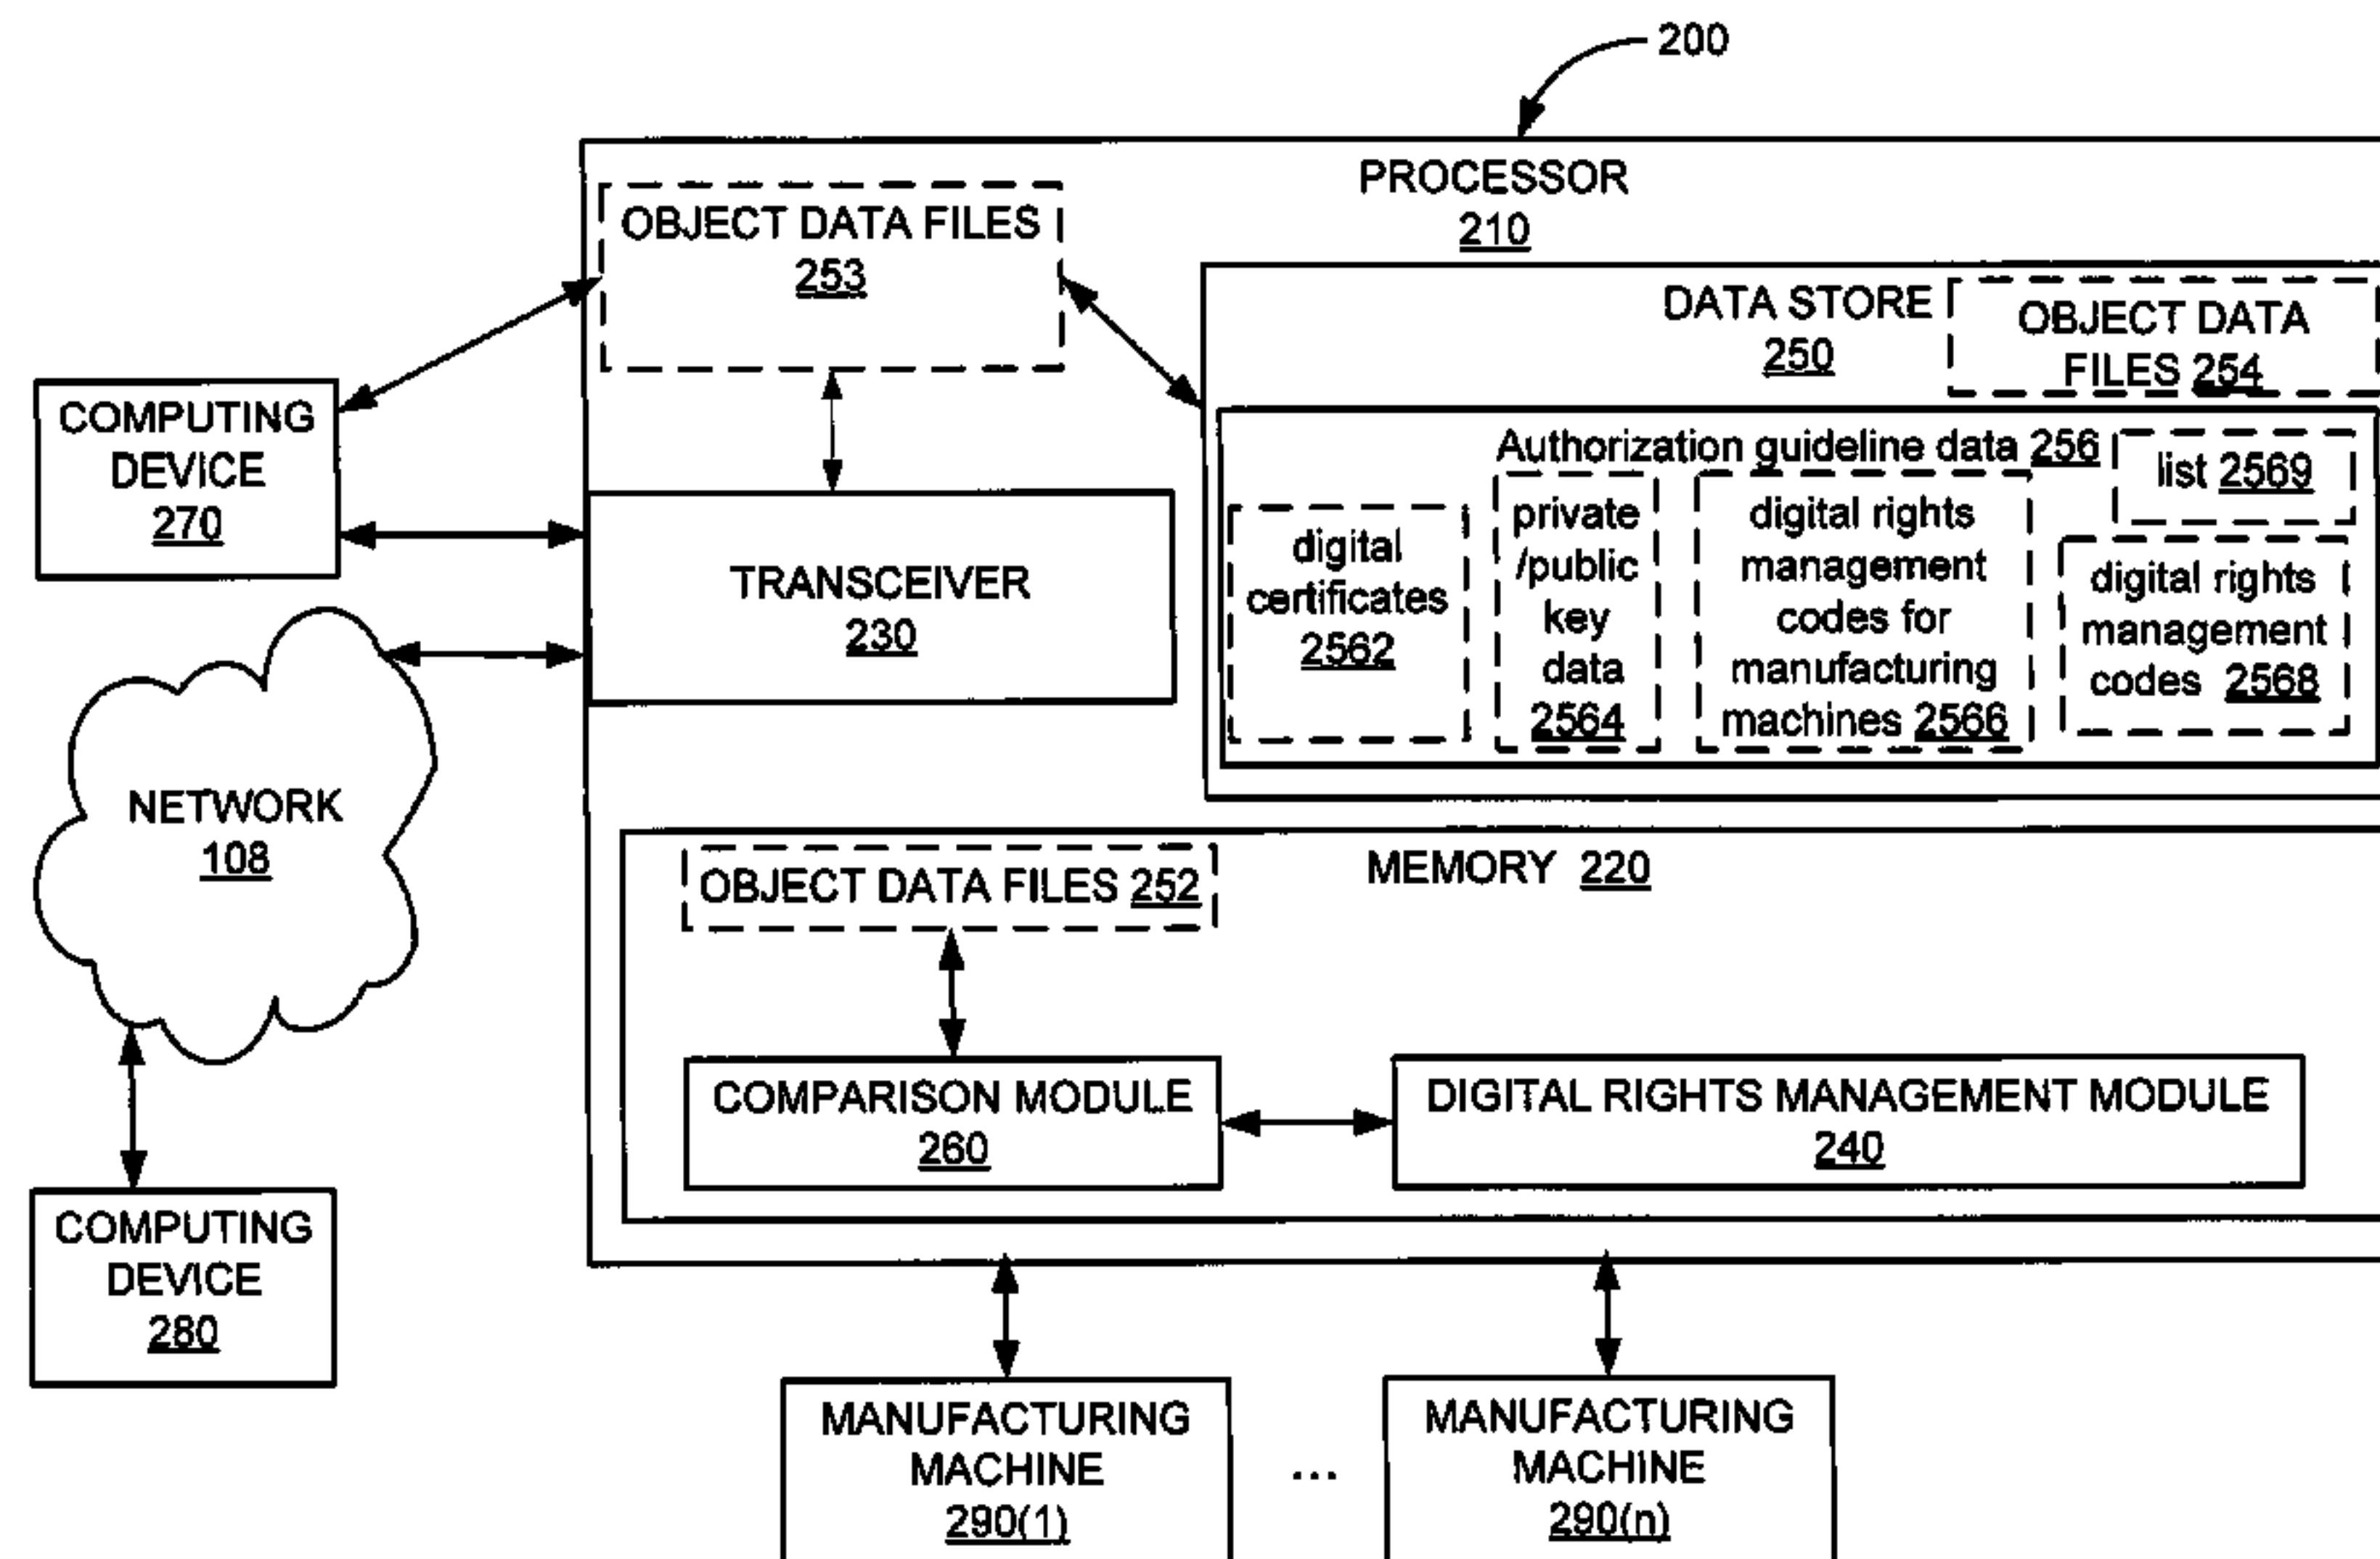 200
PROCESSOR
210
OBJECT DATA FILES
253
DATA STORE
250
OBJECT DATA
FILES 254
COMPUTING
DEVICE
270
Authorization guideline data 256
list 2569
digital
certificates
2562
private
/public
key
data
2564
digital rights
management
codes for
manufacturing
machines 2566
digital rights
management
codes 2568
TRANSCEIVER
230
NETWORK
108
OBJECT DATA FILES 252
MEMORY 220
COMPARISON MODULE
260
DIGITAL RIGHTS MANAGEMENT MODULE
240
COMPUTING
DEVICE
280
MANUFACTURING
MACHINE
290(1)
...
MANUFACTURING
MACHINE
290(n)